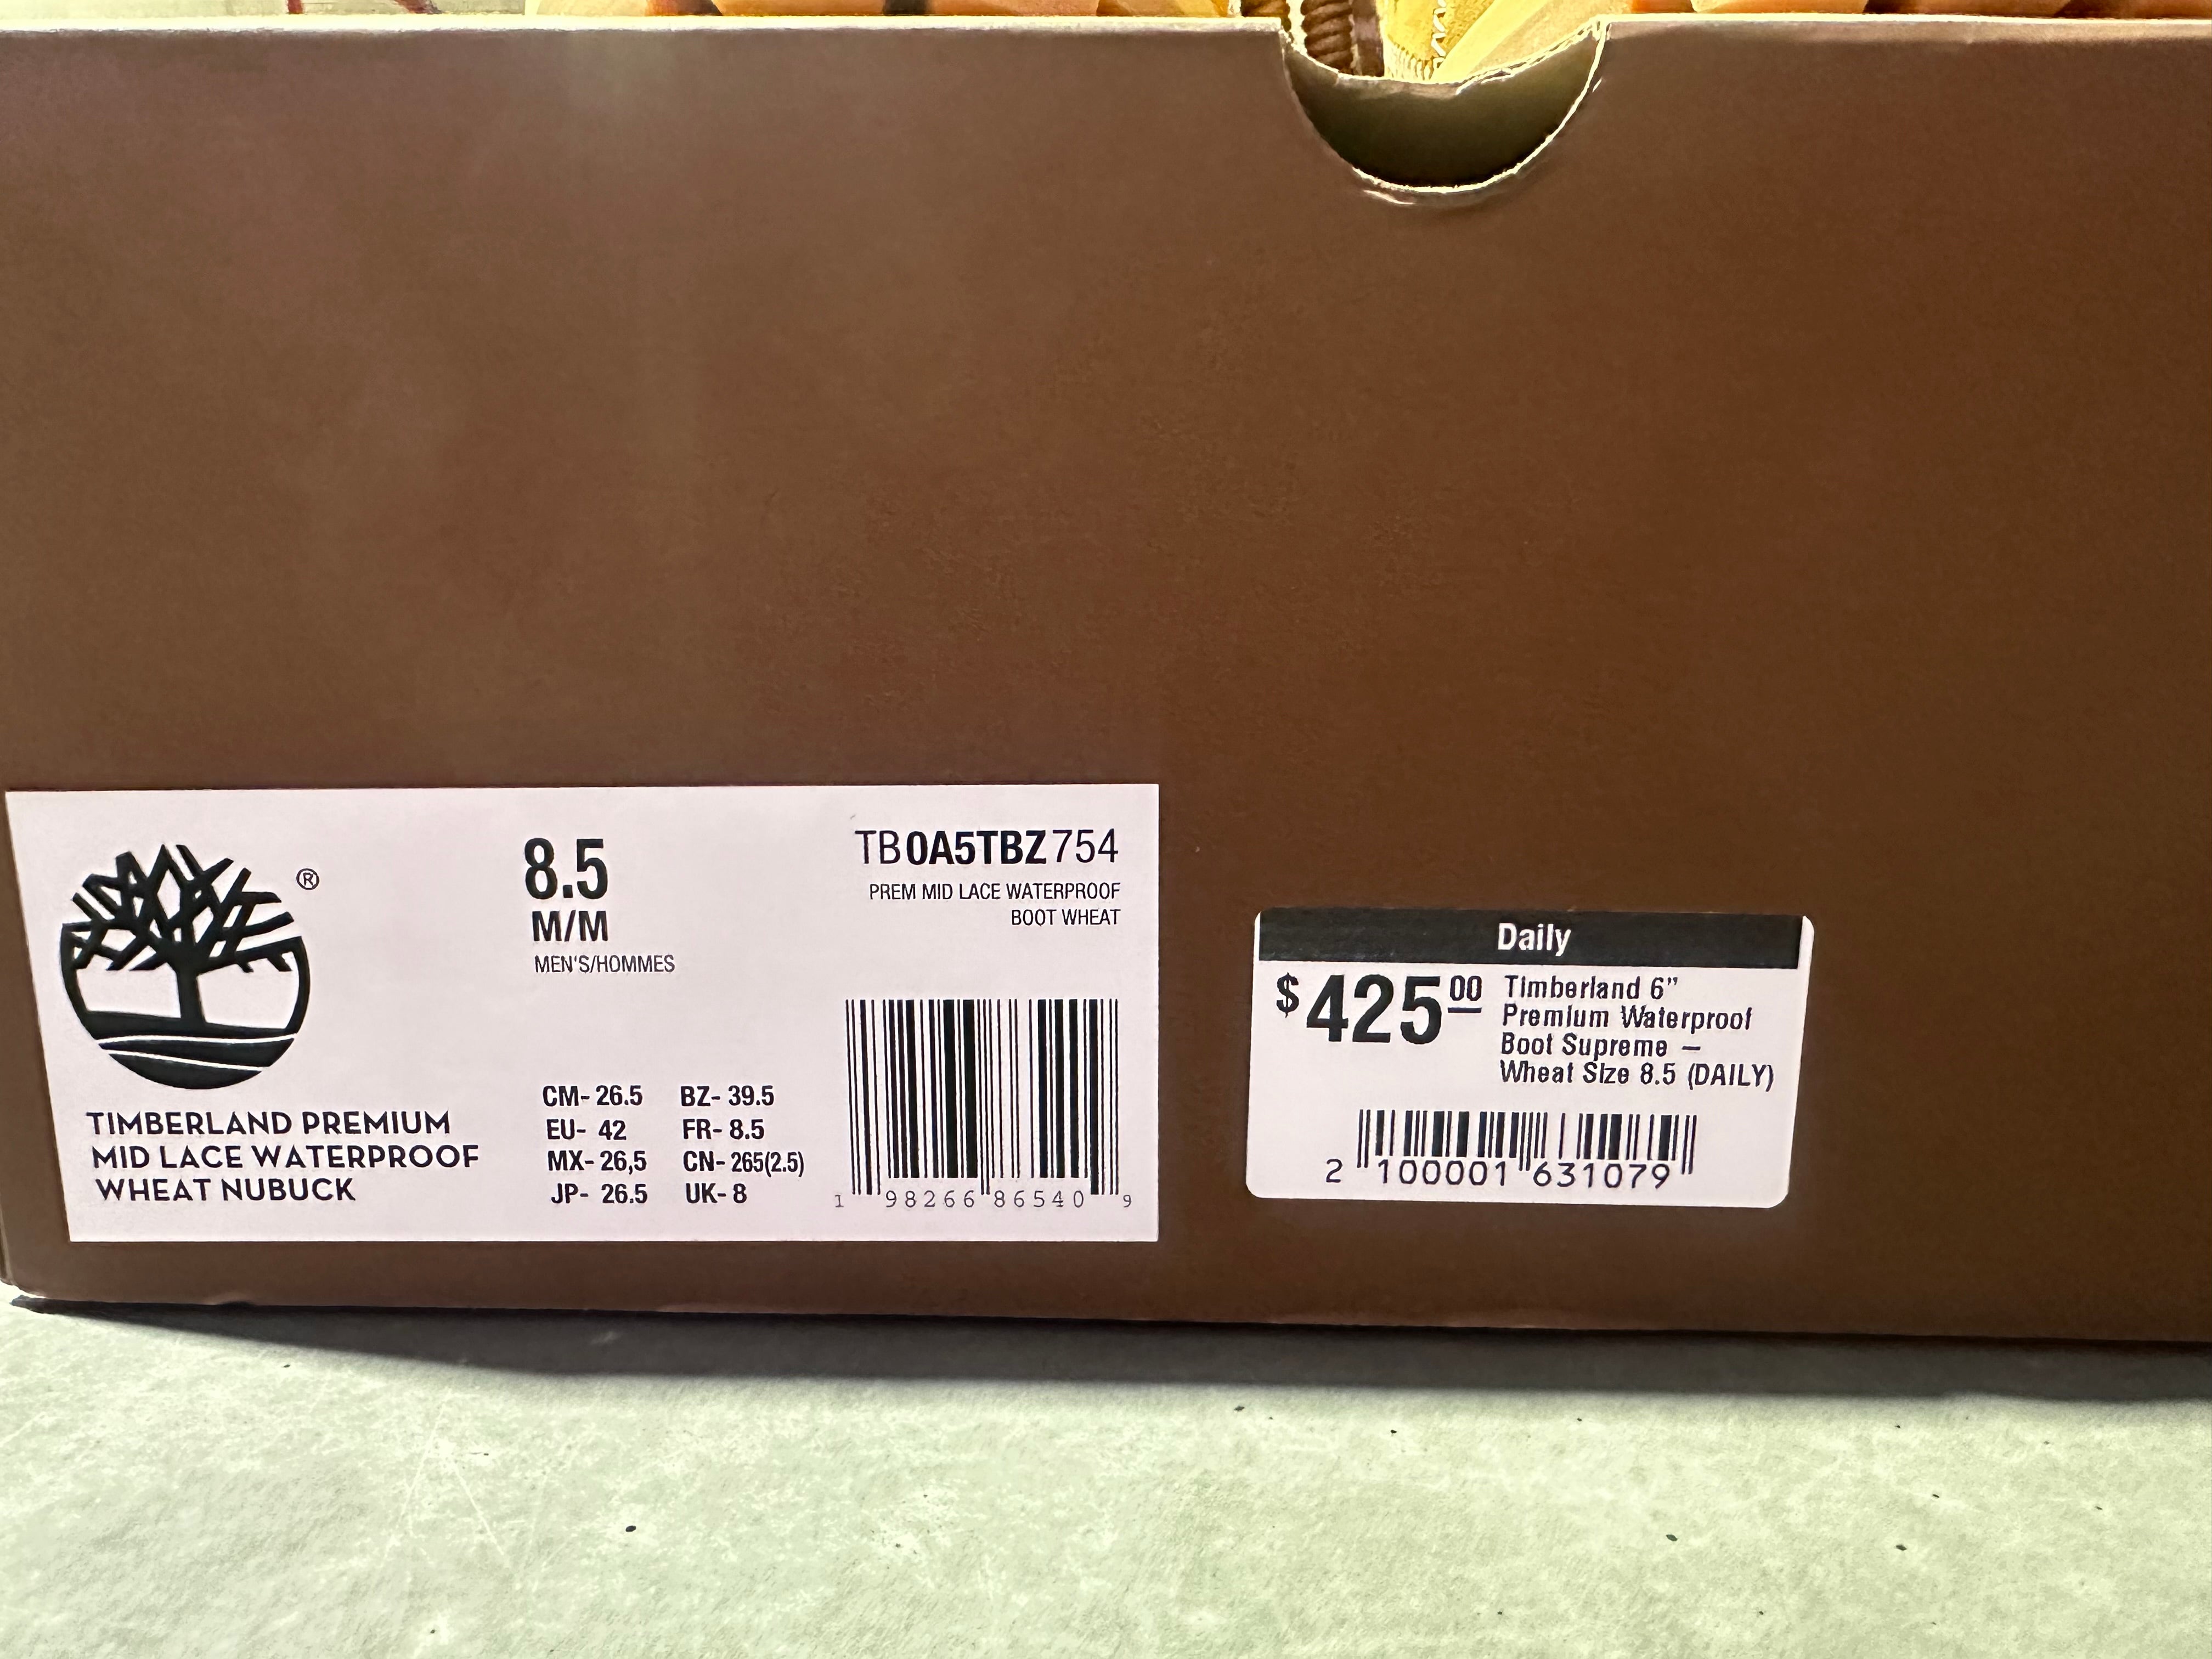 ®
8.5
M/M
MEN'S/HOMMES
TB0A5TBZ754
PREM MID LACE WATERPROOF
BOOT WHEAT
TIMBERLAND PREMIUM
MID LACE WATERPROOF
WHEAT NUBUCK
CM- 26.5 BZ- 39.5
EU- 42 FR- 8.5
MX- 26,5 CN- 265(2.5)
JP- 26.5 UK- 8
1 98266 86540 9
Daily
$425 00
Timberland 6”
Premium Waterproof
Boot Supreme –
Wheat Size 8.5 (DAILY)
2 100001 631079